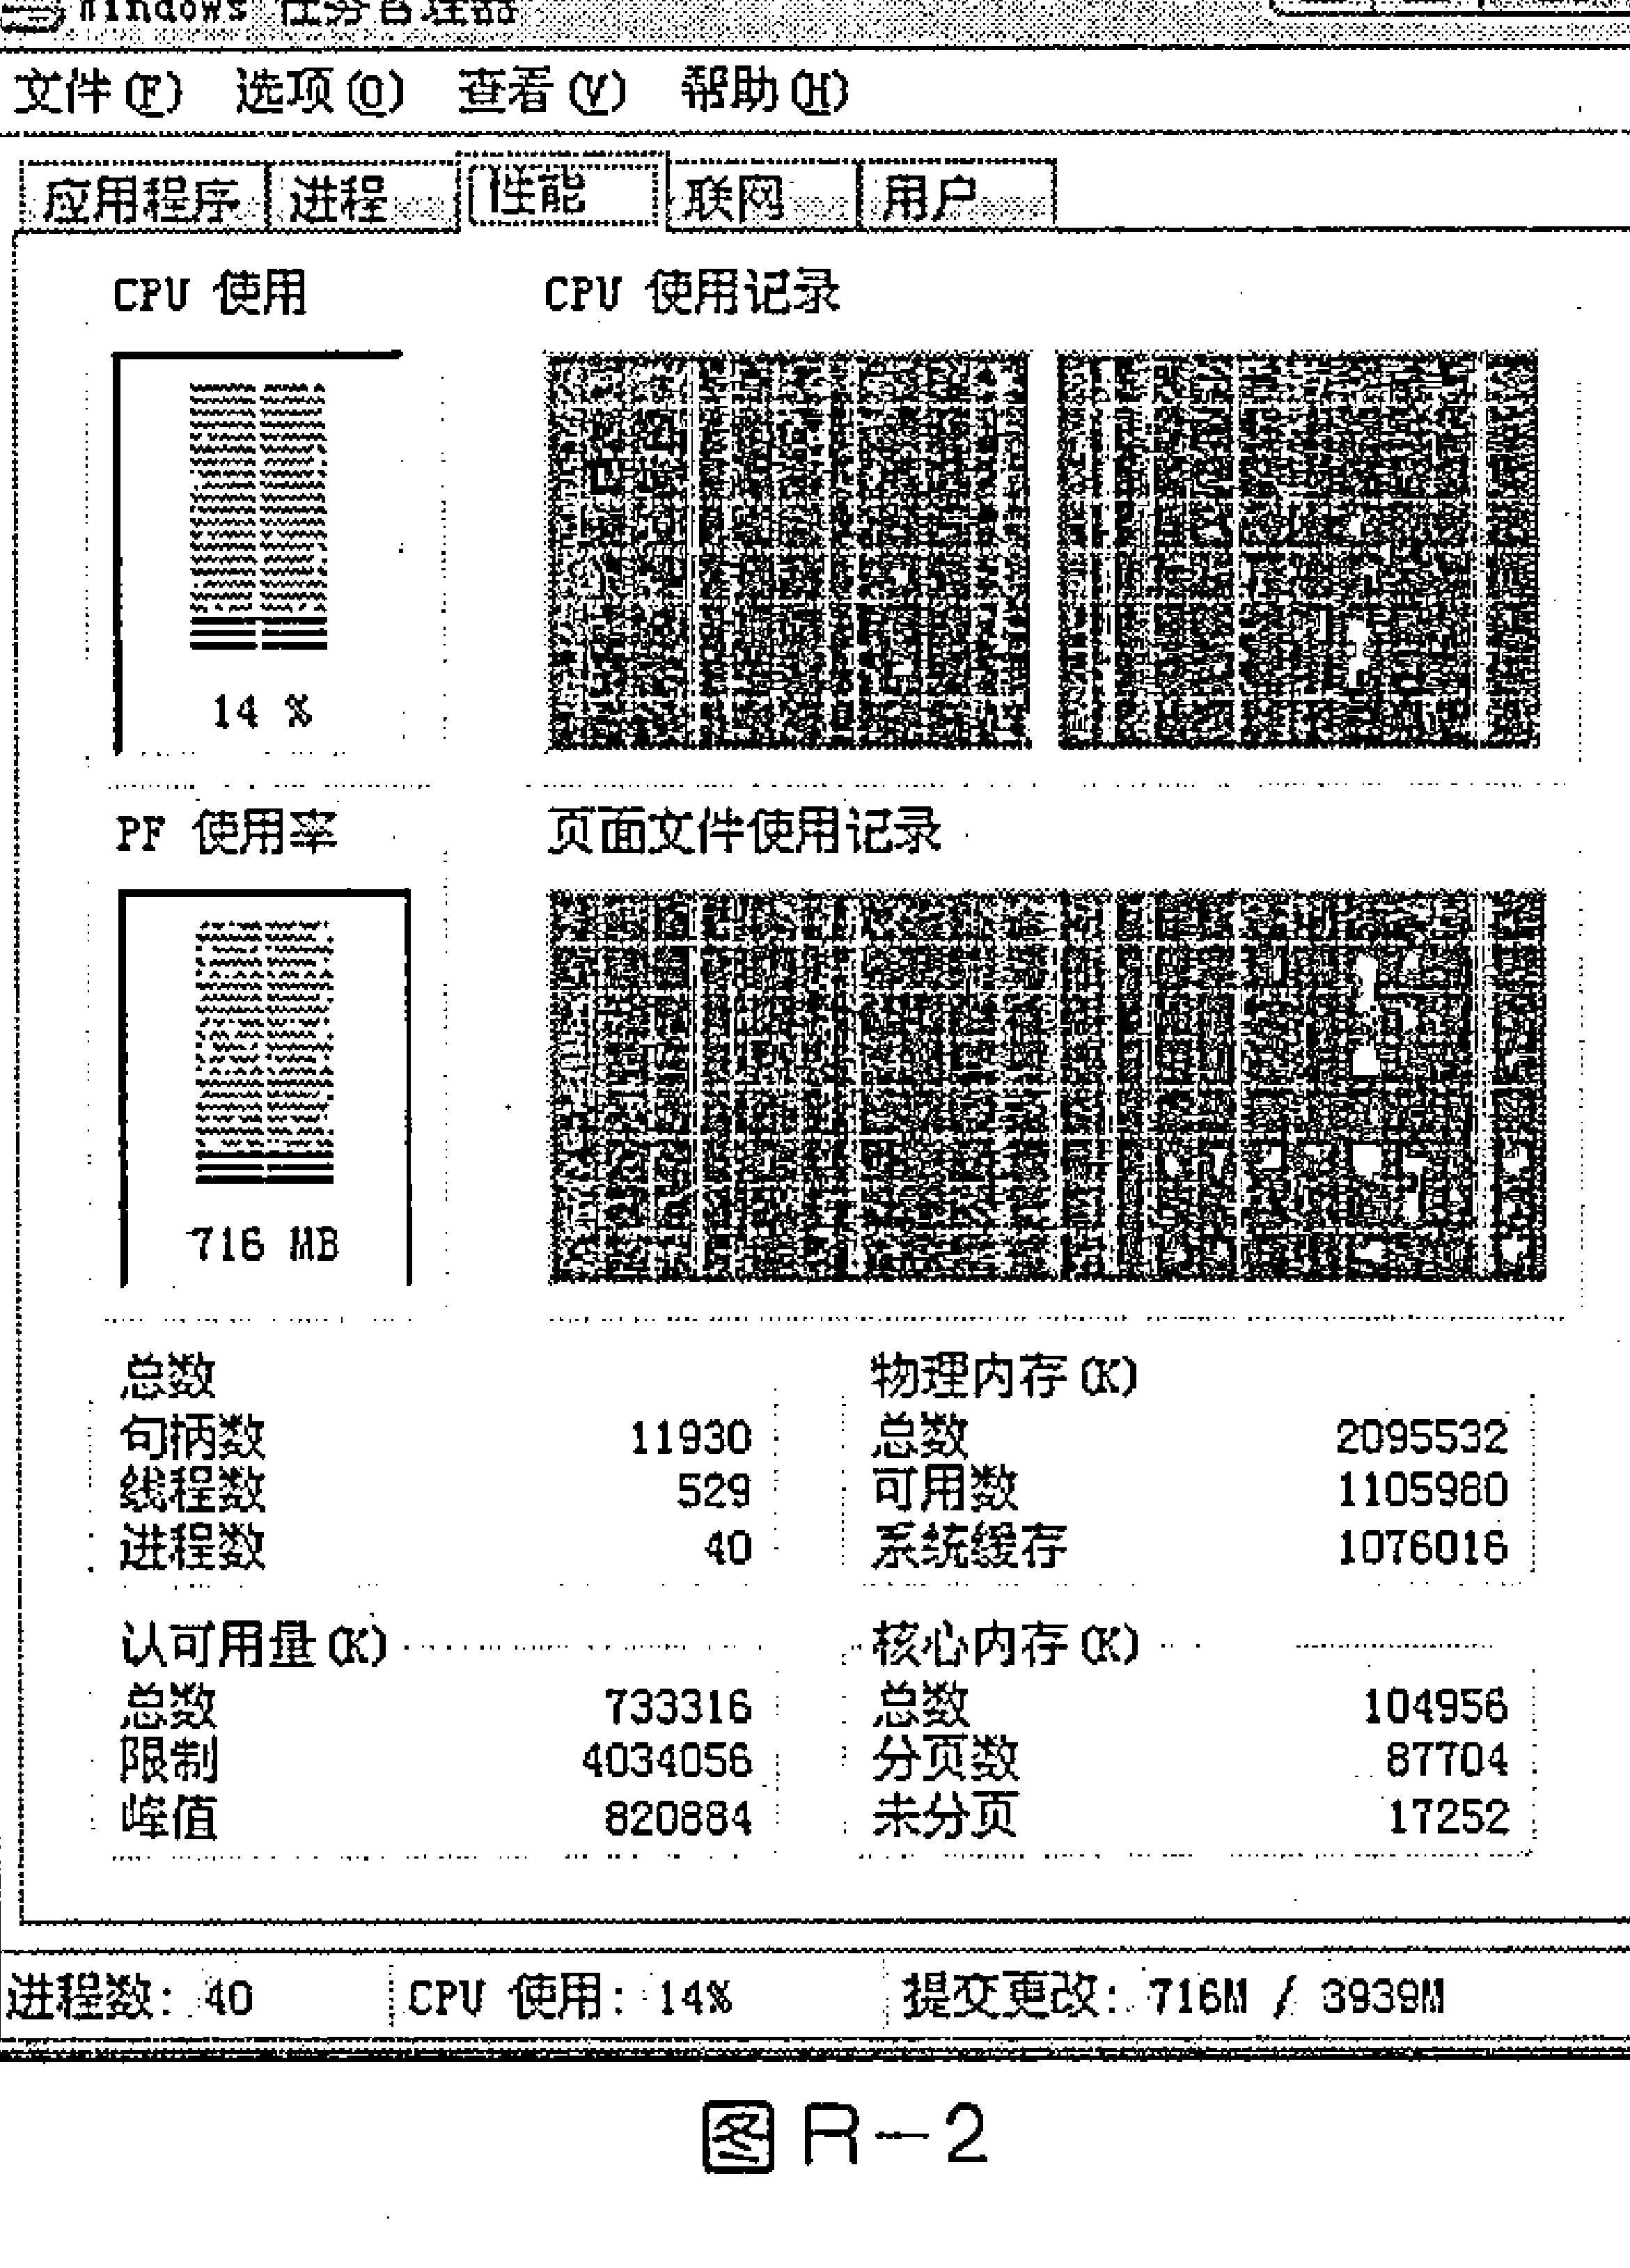 Windows 任务管理器
文件(F) 选项(O) 查看(V) 帮助(H)
应用程序 进程 性能 联网 用户
CPU 使用 CPU 使用记录
14 %
PF 使用率 页面文件使用记录
716 MB
总数 物理内存(K)
句柄数 11930 总数 2095532
线程数 529 可用数 1105980
进程数 40 系统缓存 1076016
认可用量(K) 核心内存(K)
总数 733316 总数 104956
限制 4034056 分页数 87704
峰值 820884 未分页 17252
进程数: 40 CPU 使用: 14% 提交更改: 716M / 3939M
图 R-2